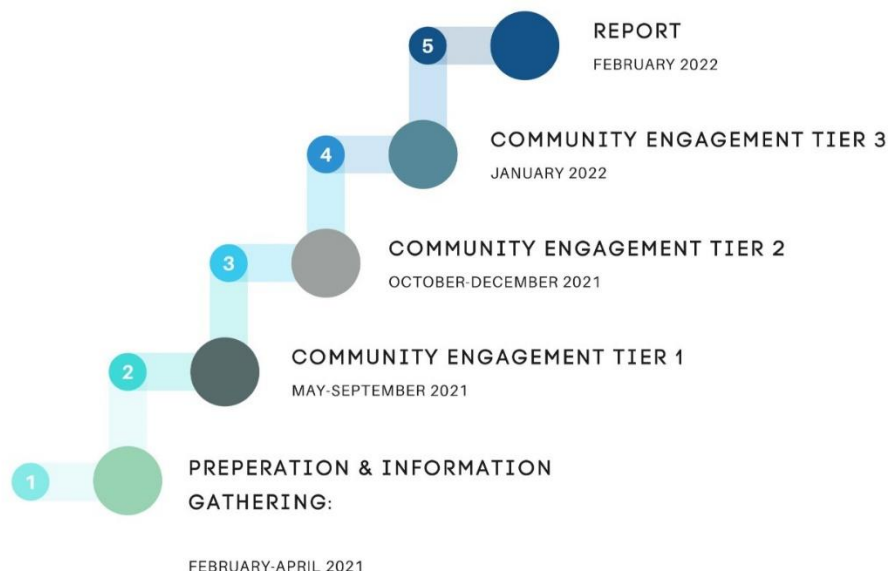 5
REPORT
FEBRUARY 2022
4
COMMUNITY ENGAGEMENT TIER 3
JANUARY 2022
3
COMMUNITY ENGAGEMENT TIER 2
OCTOBER-DECEMBER 2021
2
COMMUNITY ENGAGEMENT TIER 1
MAY-SEPTEMBER 2021
1
PREPERATION & INFORMATION
GATHERING:
FEBRUARY-APRIL 2021